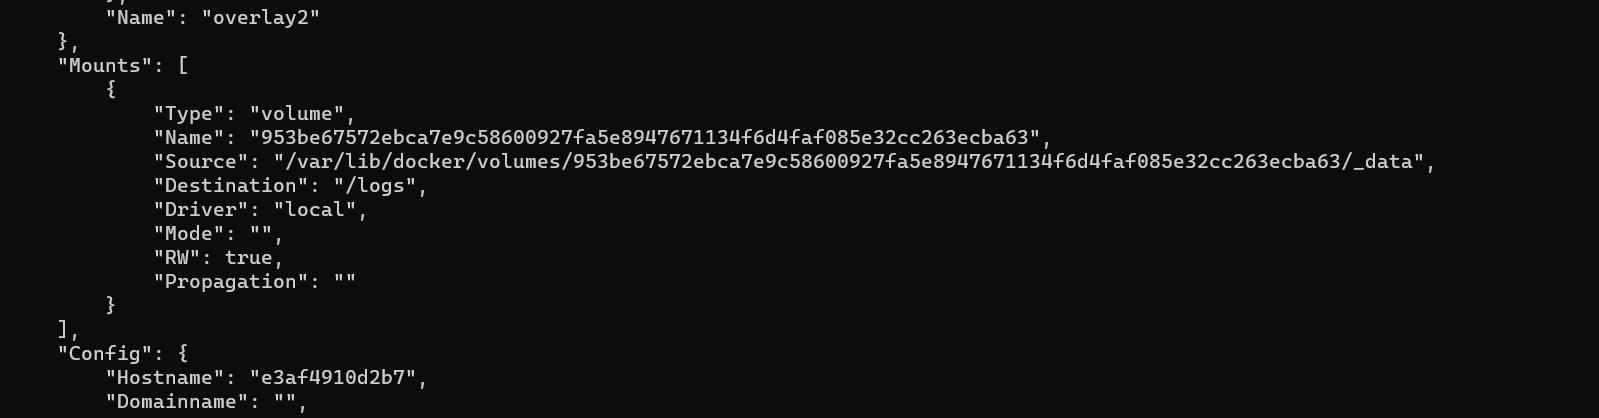 "Name": "overlay2"
},
"Mounts": [
{
"Type": "volume",
"Name": "953be67572ebca7e9c58600927fa5e8947671134f6d4faf085e32cc263ecba63",
"Source": "/var/lib/docker/volumes/953be67572ebca7e9c58600927fa5e8947671134f6d4faf085e32cc263ecba63/_data",
"Destination": "/logs",
"Driver": "local",
"Mode": "",
"RW": true,
"Propagation": ""
}
],
"Config": {
"Hostname": "e3af4910d2b7",
"Domainname": "",